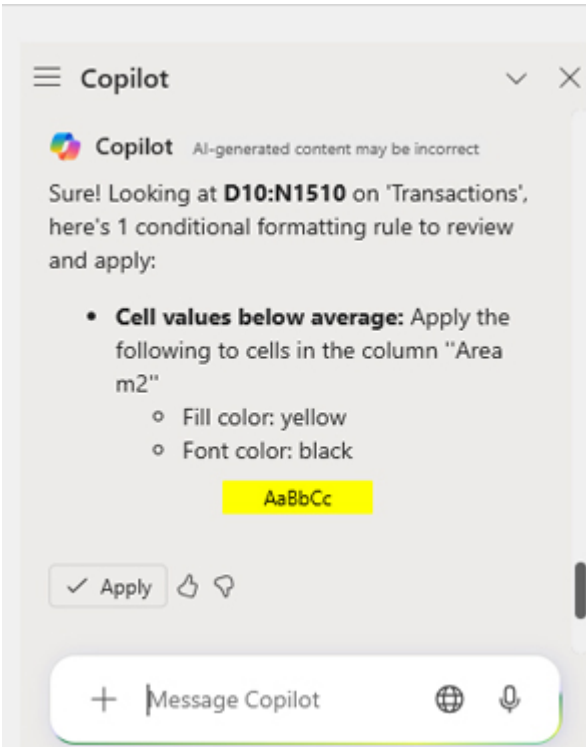 Copilot
Copilot AI-generated content may be incorrect
Sure! Looking at D10:N1510 on 'Transactions',
here's 1 conditional formatting rule to review
and apply:
• Cell values below average: Apply the
following to cells in the column "Area
m2"
○ Fill color: yellow
○ Font color: black
AaBbCc
Apply
Message Copilot